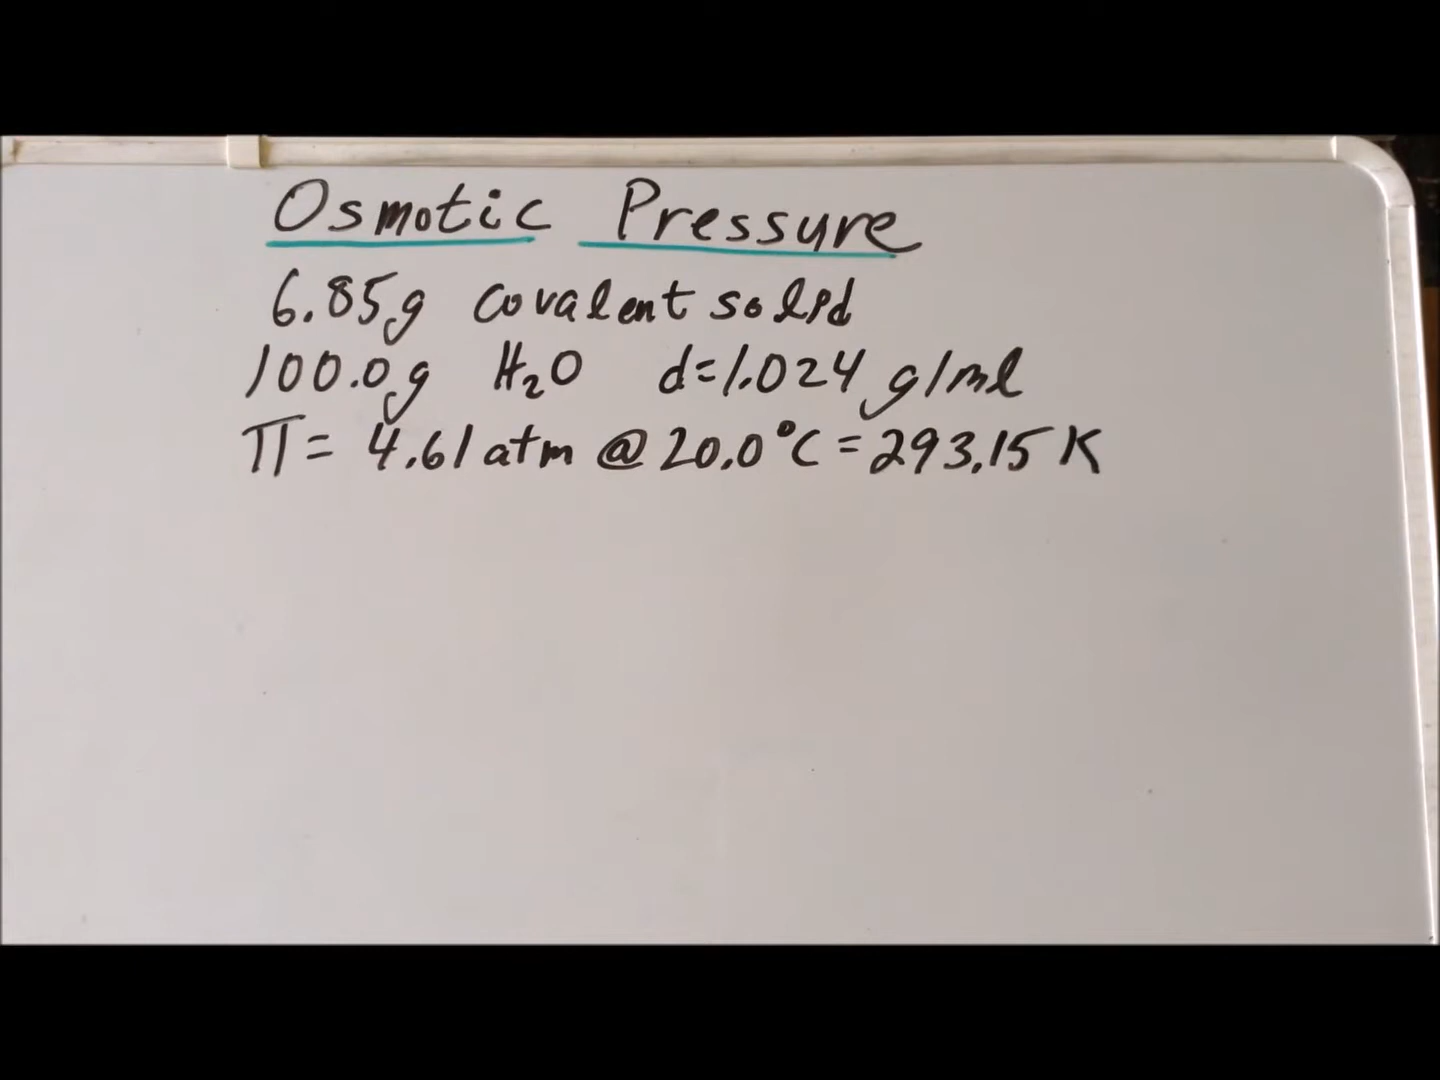 Osmotic Pressure
6.85g covalent solid
100.0g H₂O d=1.024 g/ml
π = 4.61 atm @ 20.0°C = 293.15 K